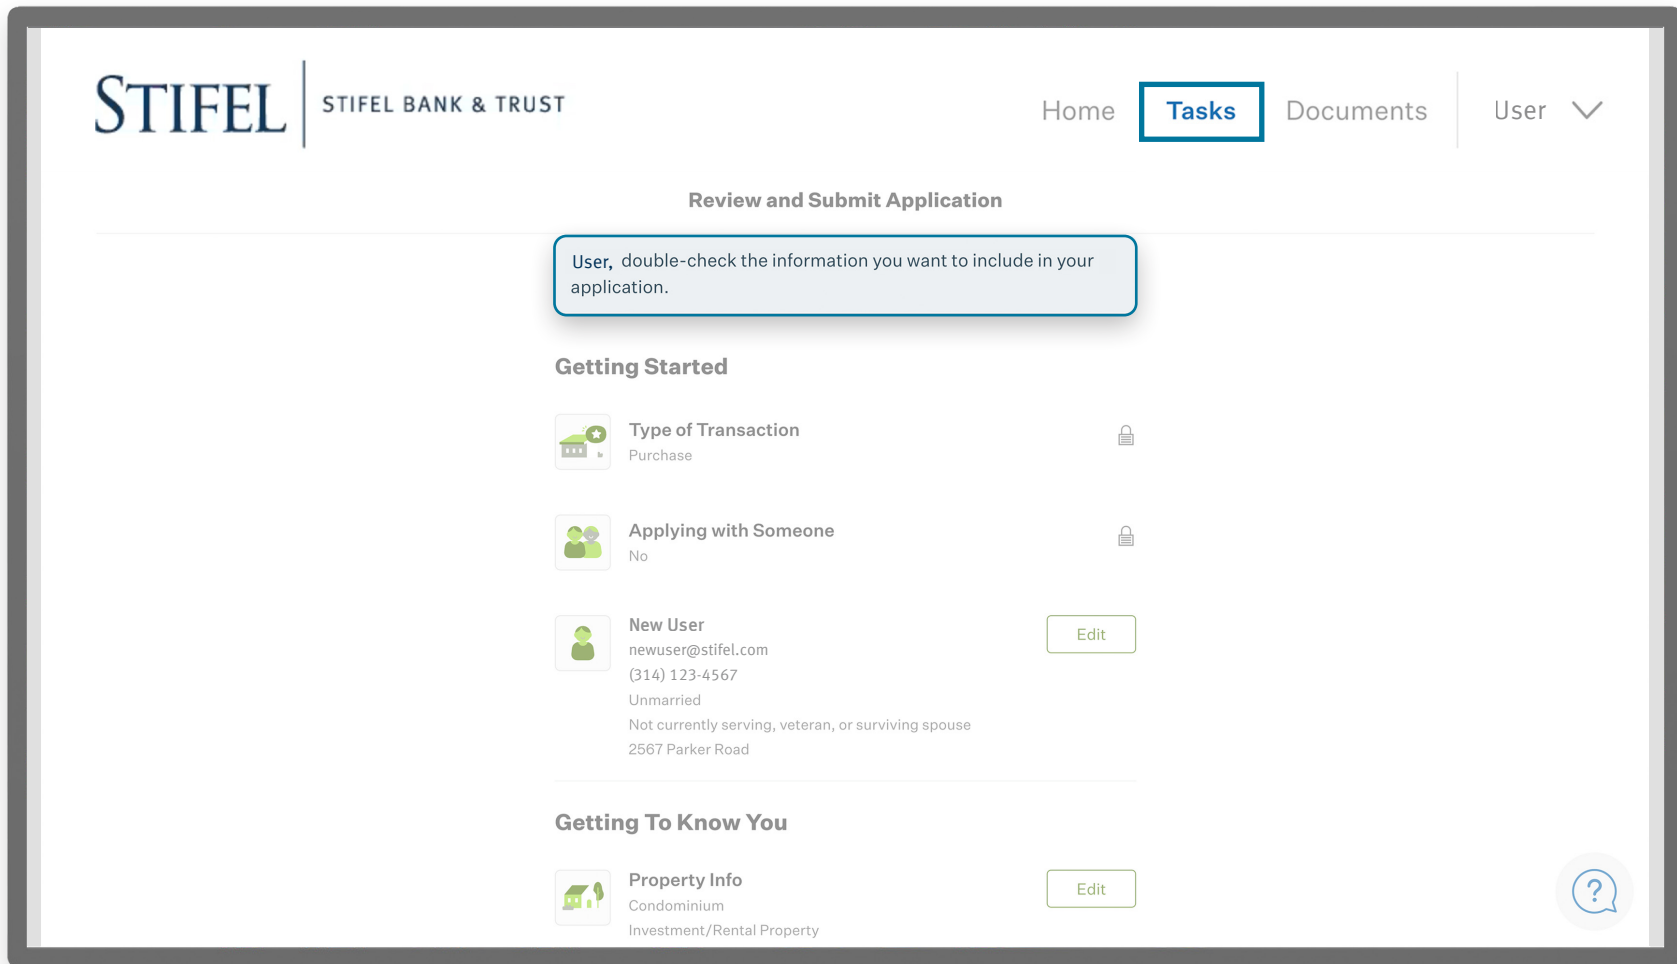 STIFEL STIFEL BANK & TRUST
Home Tasks Documents User
Review and Submit Application
User, double-check the information you want to include in your
application.
Getting Started
Type of Transaction
Purchase
Applying with Someone
No
New User
Edit
newuser@stifel.com
(314) 123-4567
Unmarried
Not currently serving, veteran, or surviving spouse
2567 Parker Road
Getting To Know You
Property Info
Edit
Condominium
Investment/Rental Property
?